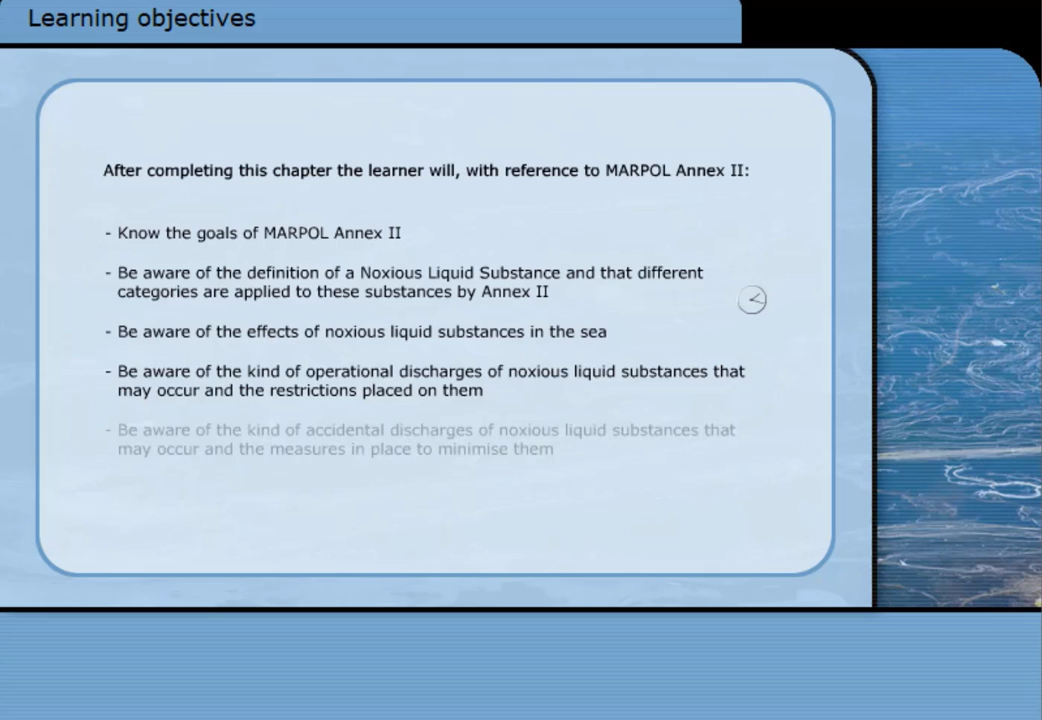 Learning objectives
After completing this chapter the learner will, with reference to MARPOL Annex II:
- Know the goals of MARPOL Annex II
- Be aware of the definition of a Noxious Liquid Substance and that different
categories are applied to these substances by Annex II
- Be aware of the effects of noxious liquid substances in the sea
- Be aware of the kind of operational discharges of noxious liquid substances that
may occur and the restrictions placed on them
- Be aware of the kind of accidental discharges of noxious liquid substances that
may occur and the measures in place to minimise them